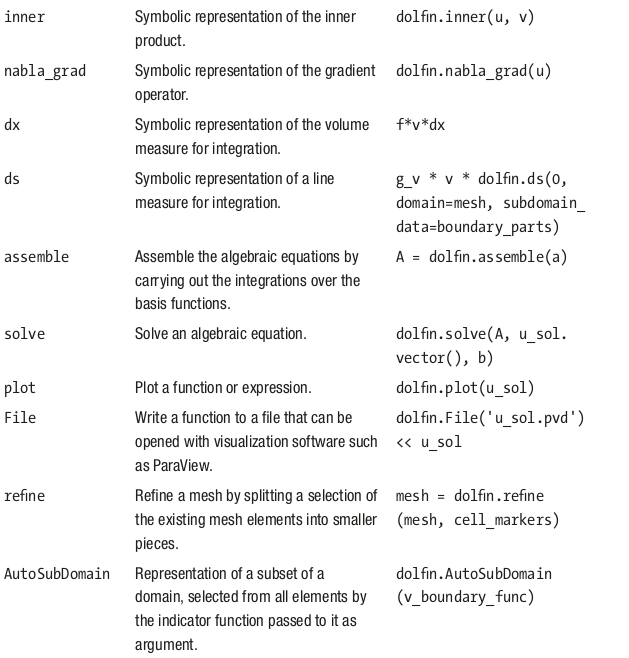 inner Symbolic representation of the inner dolfin.inner(u, v)
product.
nabla_grad Symbolic representation of the gradient dolfin.nabla_grad(u)
operator.
dx Symbolic representation of the volume f*v*dx
measure for integration.
ds Symbolic representation of a line g_v * v * dolfin.ds(0,
measure for integration. domain=mesh, subdomain_
data=boundary_parts)
assemble Assemble the algebraic equations by A = dolfin.assemble(a)
carrying out the integrations over the
basis functions.
solve Solve an algebraic equation. dolfin.solve(A, u_sol.
vector(), b)
plot Plot a function or expression. dolfin.plot(u_sol)
File Write a function to a file that can be dolfin.File('u_sol.pvd')
opened with visualization software such << u_sol
as ParaView.
refine Refine a mesh by splitting a selection of mesh = dolfin.refine
the existing mesh elements into smaller (mesh, cell_markers)
pieces.
AutoSubDomain Representation of a subset of a dolfin.AutoSubDomain
domain, selected from all elements by (v_boundary_func)
the indicator function passed to it as
argument.